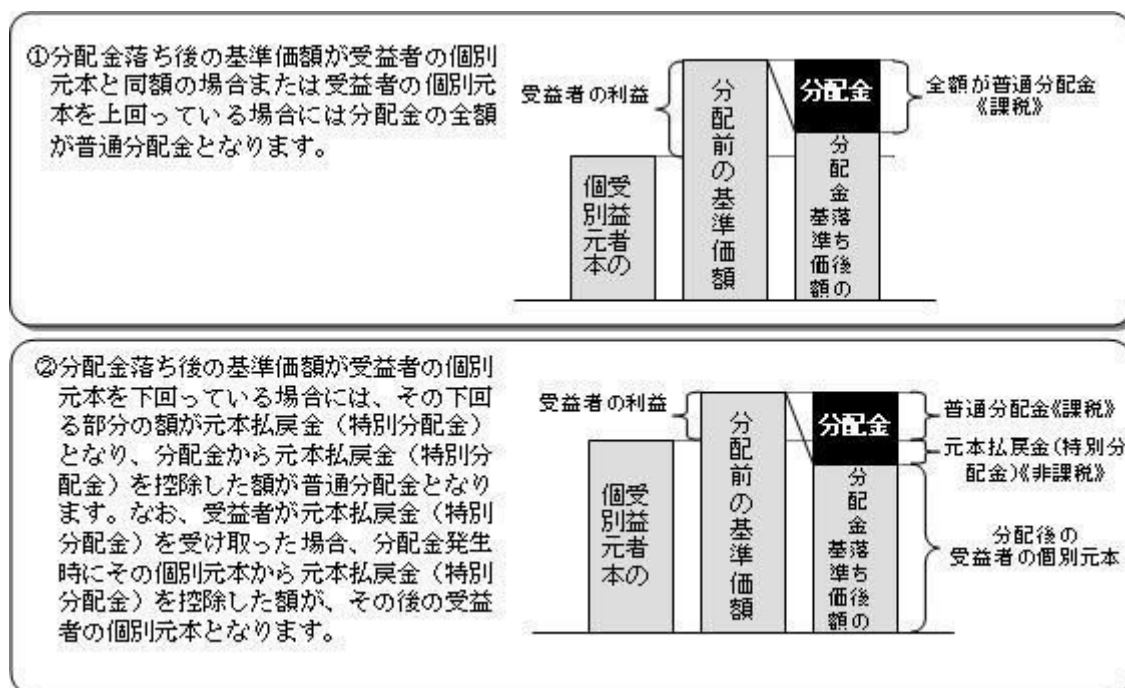 ①分配金落ち後の基準価額が受益者の個別
元本と同額の場合または受益者の個別元
本を上回っている場合には分配金の全額
が普通分配金となります。
受益者の利益
受益者の
個別元本
分配前の基準価額
分配金
分配金落ち後の
基準価額
全額が普通分配金
《課税》
②分配金落ち後の基準価額が受益者の個別
元本を下回っている場合には、その下回
る部分の額が元本払戻金（特別分配金）
となり、分配金から元本払戻金（特別分
配金）を控除した額が普通分配金となり
ます。なお、受益者が元本払戻金（特別
分配金）を受け取った場合、分配金発生
時にその個別元本から元本払戻金（特別
分配金）を控除した額が、その後の受益
者の個別元本となります。
受益者の利益
受益者の
個別元本
分配前の基準価額
分配金
分配金落ち後の
基準価額
普通分配金《課税》
元本払戻金(特別分
配金)《非課税》
分配後の
受益者の個別元本